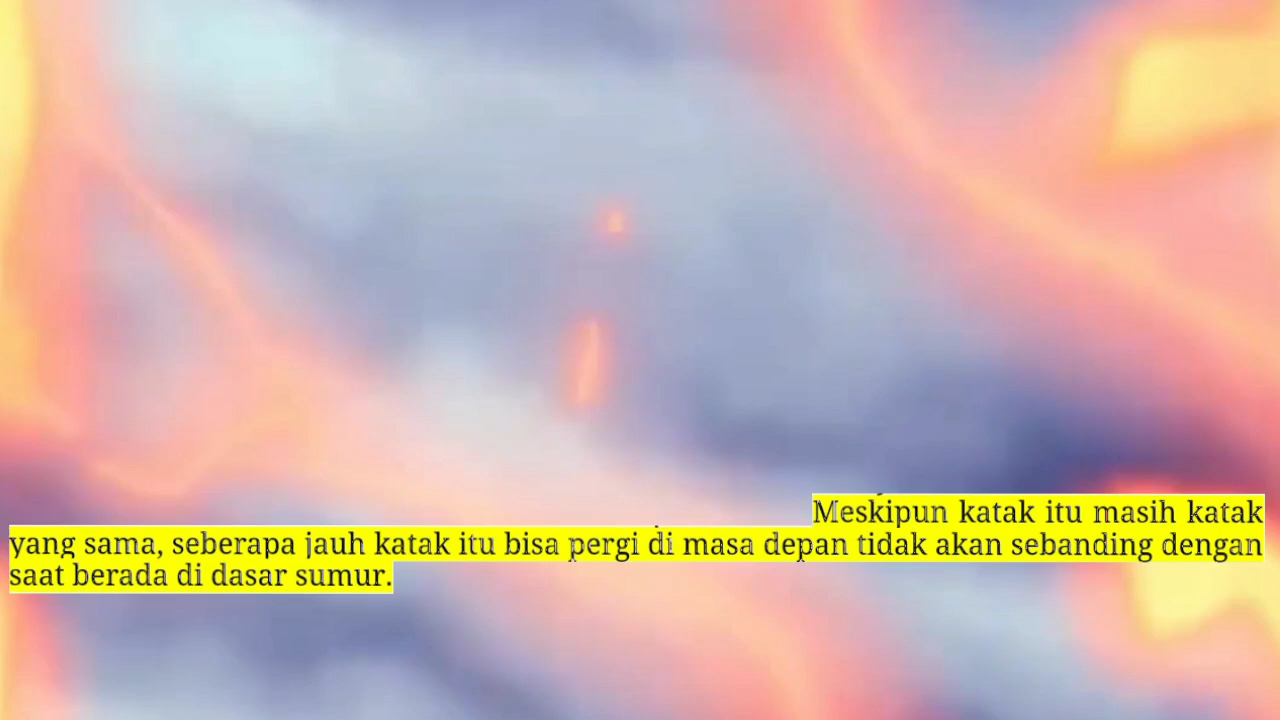 Meskipun katak itu masih katak
yang sama, seberapa jauh katak itu bisa pergi di masa depan tidak akan sebanding dengan
saat berada di dasar sumur.